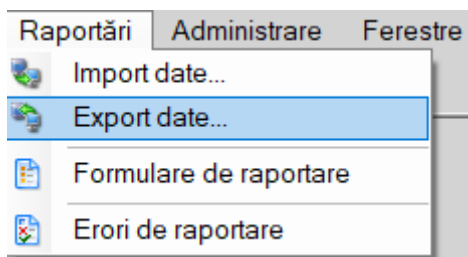 Raportări Administrare Ferestre
Import date...
Export date...
Formulare de raportare
Erori de raportare